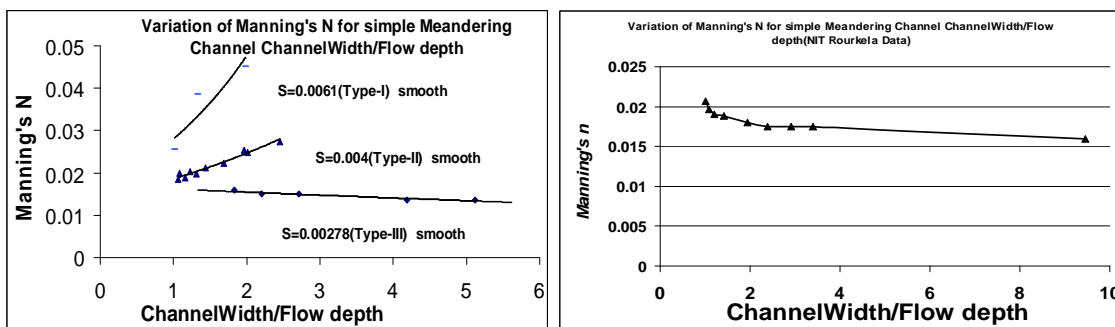 Variation of Manning's N for simple Meandering
Channel ChannelWidth/Flow depth
0.05
0.04
0.03
0.02
0.01
0
Manning's N
S=0.0061(Type-I) smooth
S=0.004(Type-II) smooth
S=0.00278(Type-III) smooth
0 1 2 3 4 5 6
ChannelWidth/Flow depth
Variation of Manning's N for simple Meandering Channel ChannelWidth/Flow
depth(NIT Rourkela Data)
0.025
0.02
0.015
0.01
0.005
0
Manning's n
0 2 4 6 8 10
ChannelWidth/Flow depth